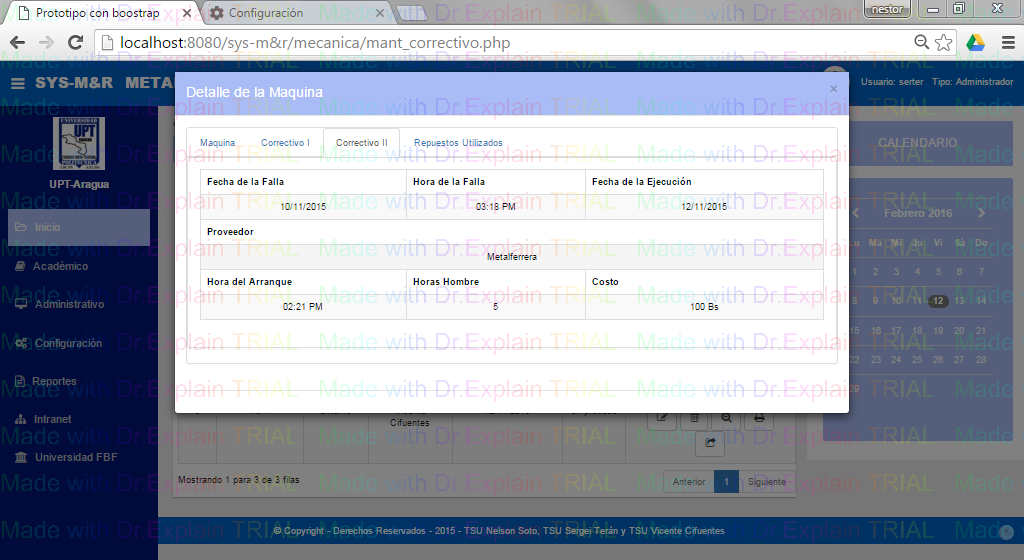 Prototipo con boostrap
Configuración
nestor
localhost:8080/sys-m&r/mecanica/mant_correctivo.php
SYS-M&R METAL
Usuario: serter Tipo: Administrador
UNIVERSIDAD
UPT
ARAGUA
UPT-Aragua
Inicio
Académico
Administrativo
Configuración
Reportes
Intranet
Universidad FBF
Detalle de la Maquina
×
Maquina
Correctivo I
Correctivo II
Repuestos Utilizados
Fecha de la Falla
Hora de la Falla
Fecha de la Ejecución
10/11/2015
03:18 PM
12/11/2015
Proveedor
Metalferrera
Hora del Arranque
Horas Hombre
Costo
02:21 PM
5
100 Bs
CALENDARIO
Febrero 2016
Lu Ma Mi Ju Vi Sá Do
1 2 3 4 5 6 7
8 9 10 11 12 13 14
15 16 17 18 19 20 21
22 23 24 25 26 27 28
29
Cifuentes
Mostrando 1 para 3 de 3 filas
Anterior 1 Siguiente
© Copyright - Derechos Reservados - 2015 - TSU Nelson Soto, TSU Sergei Terán y TSU Vicente Cifuentes
Made with Dr.Explain TRIAL